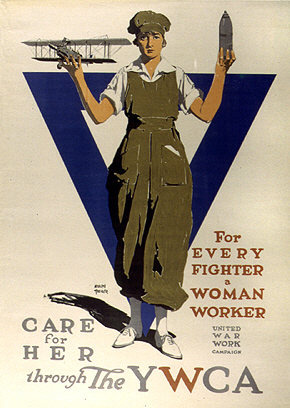 For
EVERY
FIGHTER
a
WOMAN
WORKER
UNITED
WAR
WORK
CAMPAIGN
CARE
for
HER
through The YWCA